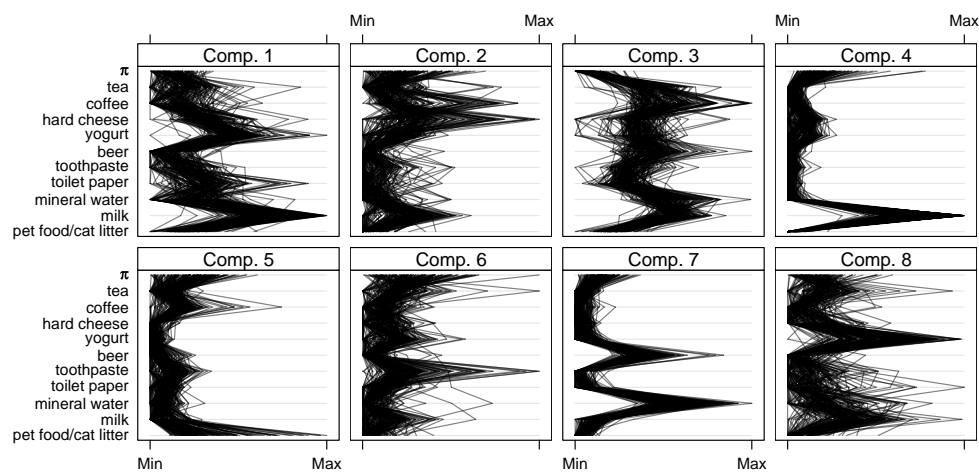 Min Max Min Max
Comp. 1 Comp. 2 Comp. 3 Comp. 4
π
tea
coffee
hard cheese
yogurt
beer
toothpaste
toilet paper
mineral water
milk
pet food/cat litter
Comp. 5 Comp. 6 Comp. 7 Comp. 8
π
tea
coffee
hard cheese
yogurt
beer
toothpaste
toilet paper
mineral water
milk
pet food/cat litter
Min Max Min Max